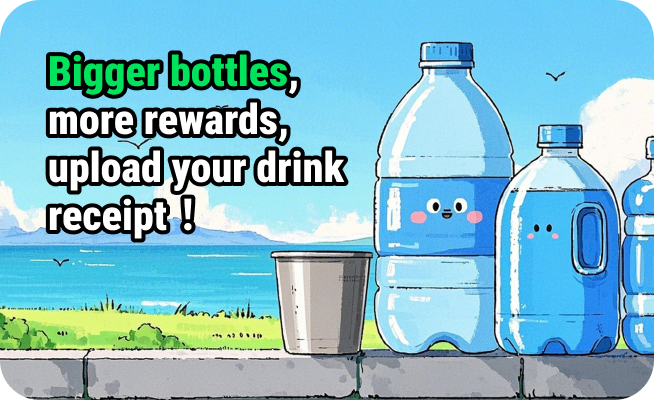 Bigger bottles,
more rewards,
upload your drink
receipt！